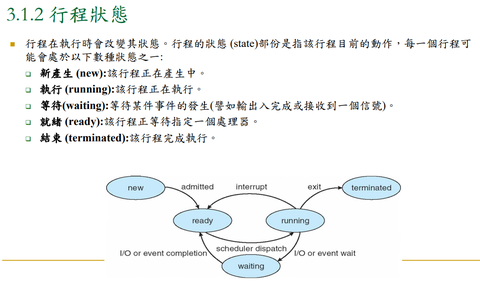 3.1.2 行程狀態
行程在執行時會改變其狀態。行程的狀態 (state)部份是指該行程目前的動作，每一個行程可
能會處於以下數種狀態之一:
新產生 (new):該行程正在產生中。
執行 (running):該行程正在執行。
等待(waiting):等待某件事件的發生(譬如輸出入完成或接收到一個信號)。
就緒 (ready):該行程正等待指定一個處理器。
結束 (terminated):該行程完成執行。
new
admitted
interrupt
exit
terminated
ready
running
I/O or event completion
scheduler dispatch
I/O or event wait
waiting